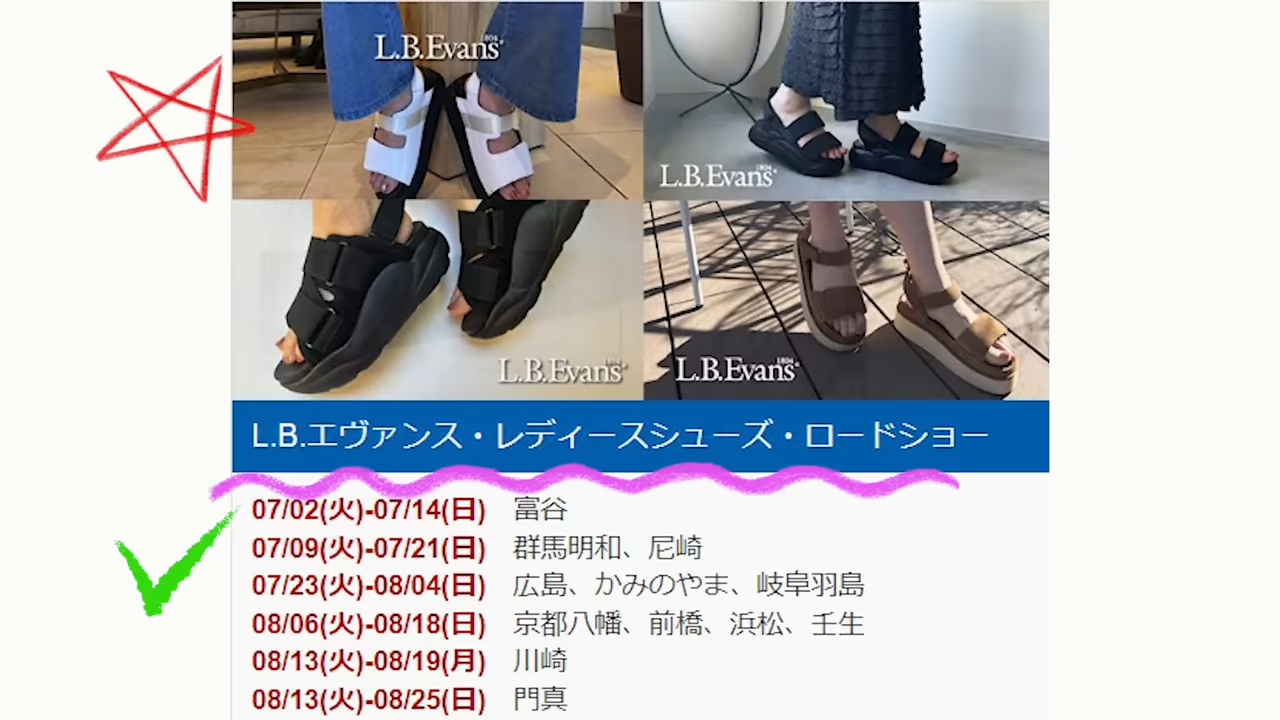 L.B.Evans 1804
L.B.Evans 1804
L.B.Evans 1804
L.B.Evans 1804
L.B.エヴァンス・レディースシューズ・ロードショー
07/02(火)-07/14(日) 富谷
07/09(火)-07/21(日) 群馬明和、尼崎
07/23(火)-08/04(日) 広島、かみのやま、岐阜羽島
08/06(火)-08/18(日) 京都八幡、前橋、浜松、壬生
08/13(火)-08/19(月) 川崎
08/13(火)-08/25(日) 門真